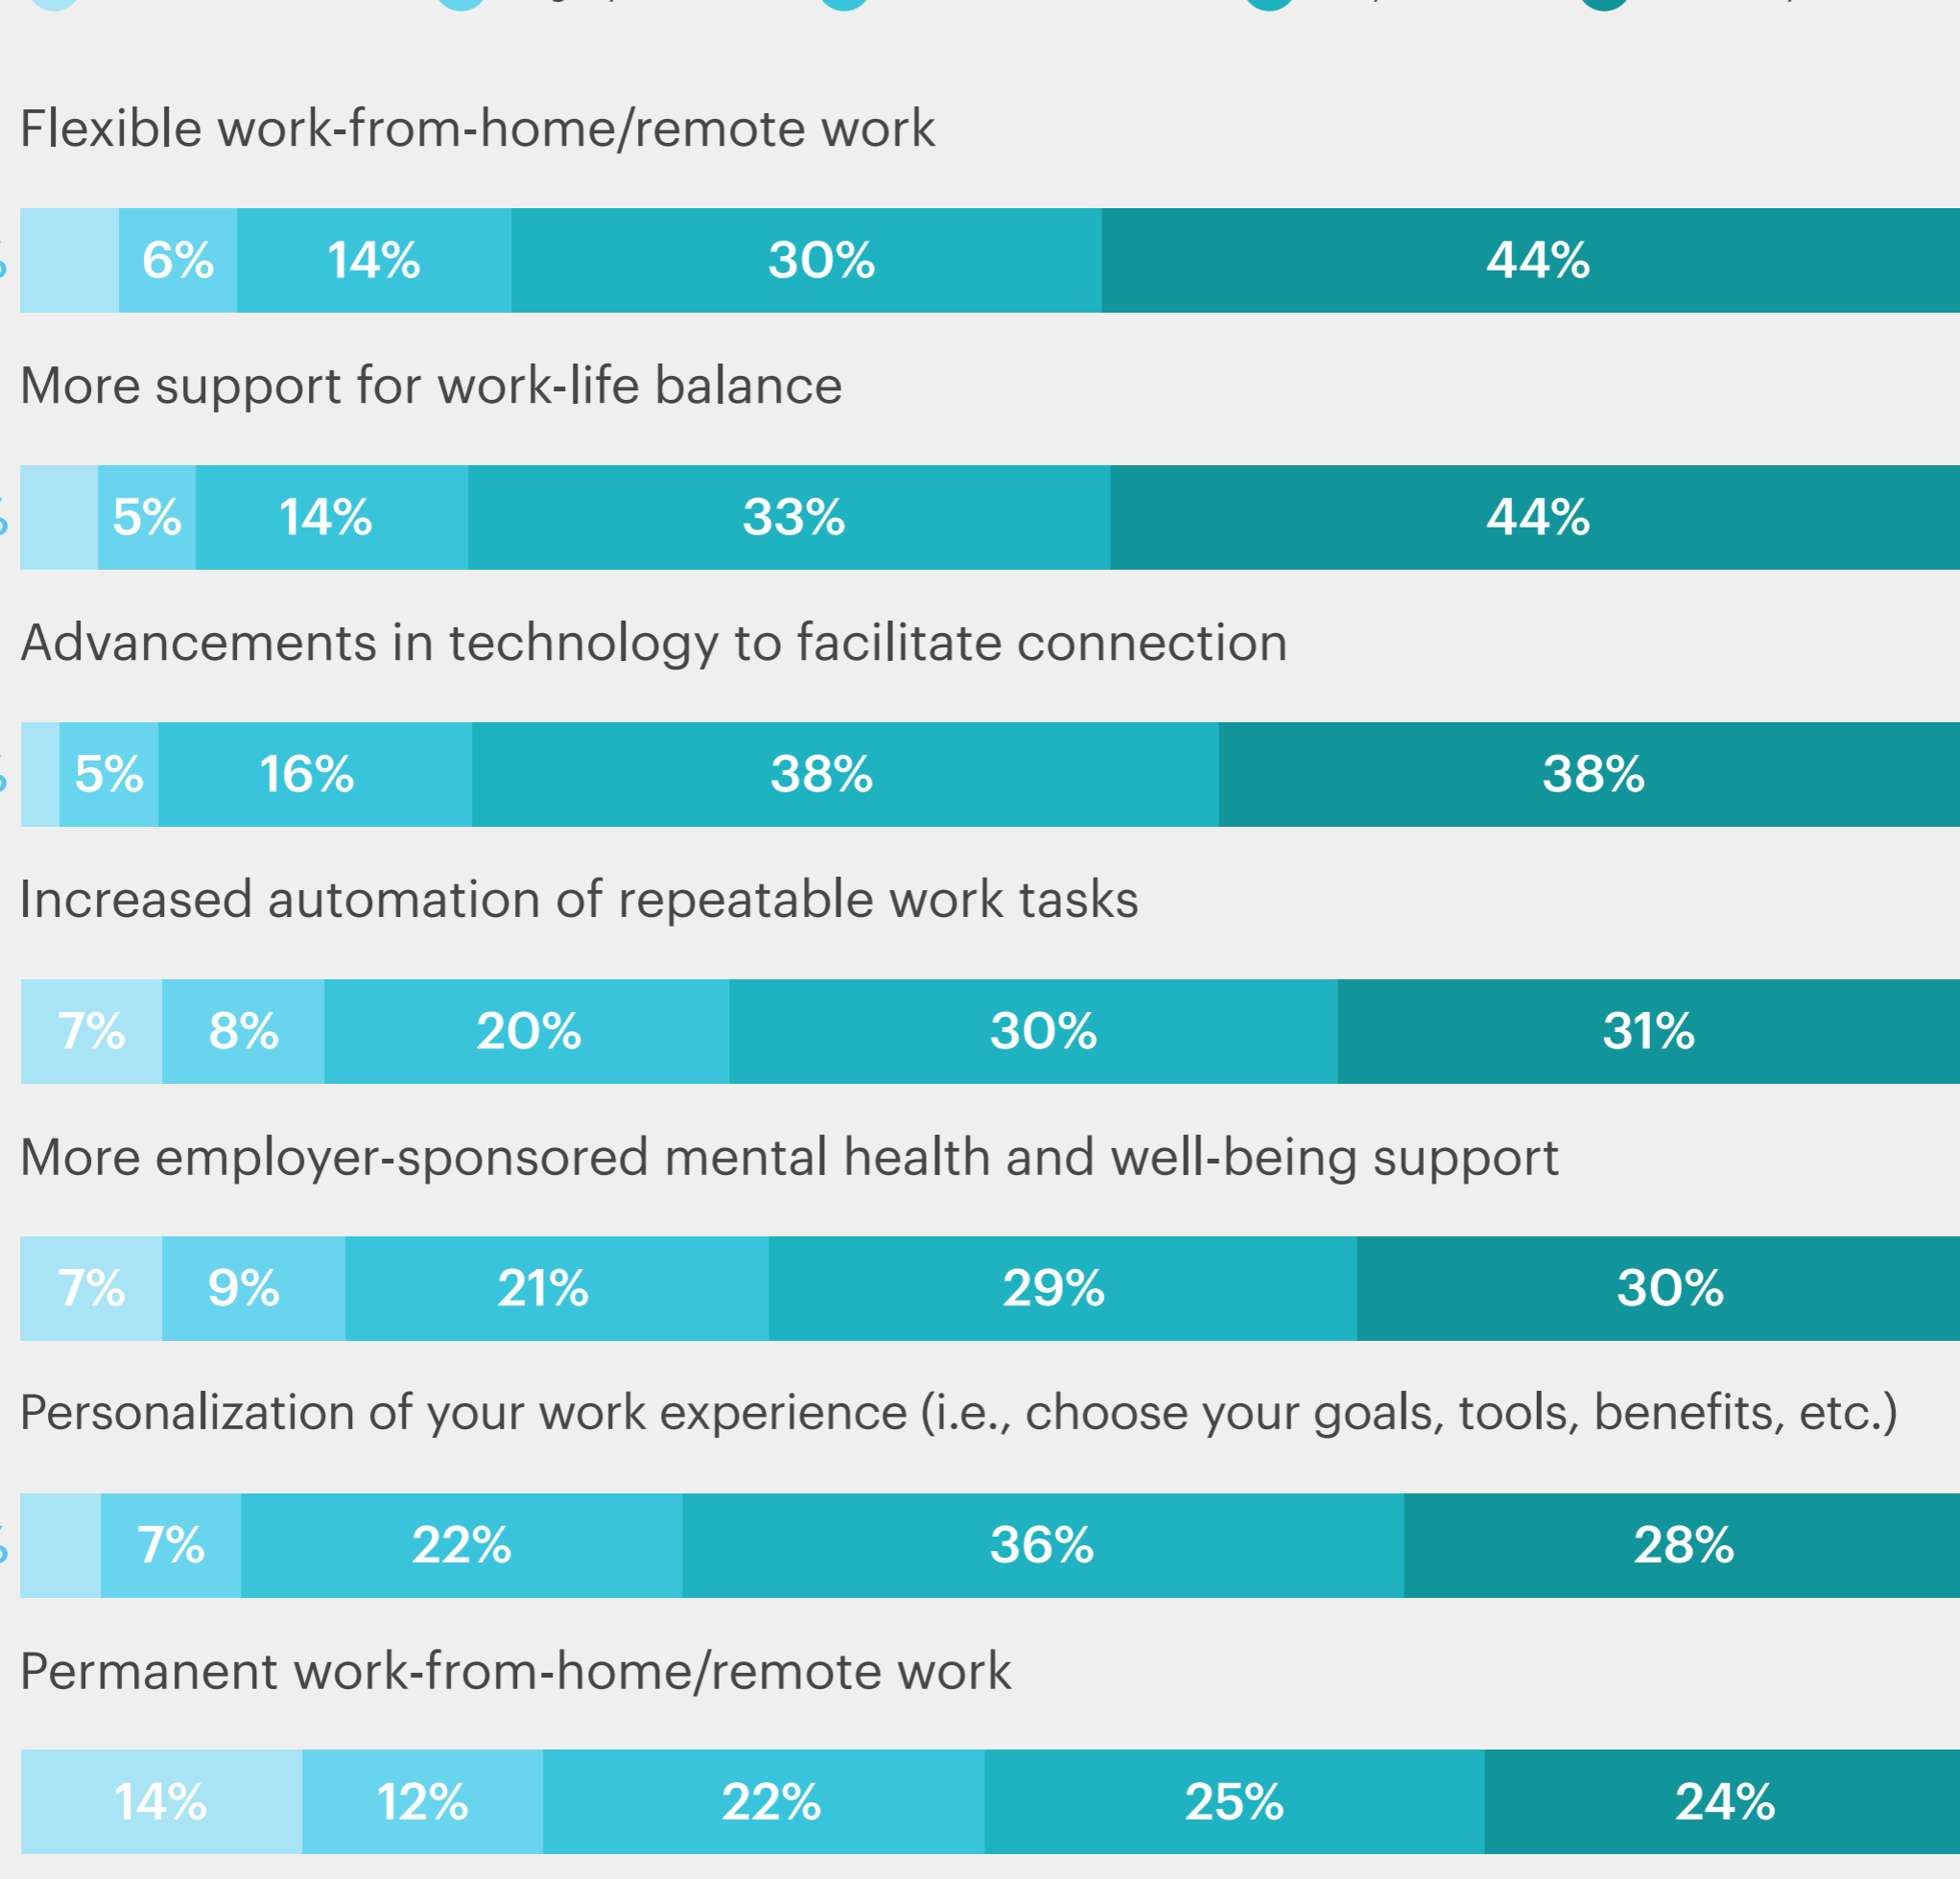 Flexible work-from-home/remote work
6% 14% 30% 44%
More support for work-life balance
5% 14% 33% 44%
Advancements in technology to facilitate connection
5% 16% 38% 38%
Increased automation of repeatable work tasks
7% 8% 20% 30% 31%
More employer-sponsored mental health and well-being support
7% 9% 21% 29% 30%
Personalization of your work experience (i.e., choose your goals, tools, benefits, etc.)
7% 22% 36% 28%
Permanent work-from-home/remote work
14% 12% 22% 25% 24%